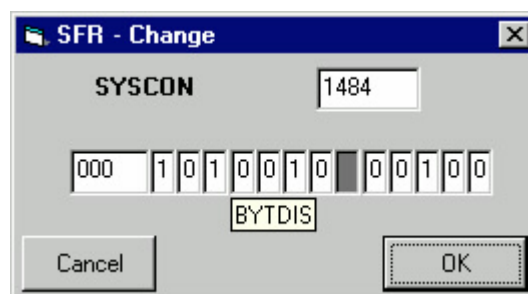 SFR - Change
SYSCON 1484
000 1 0 1 0 0 1 0 0 0 1 0 0
BYTDIS
Cancel OK